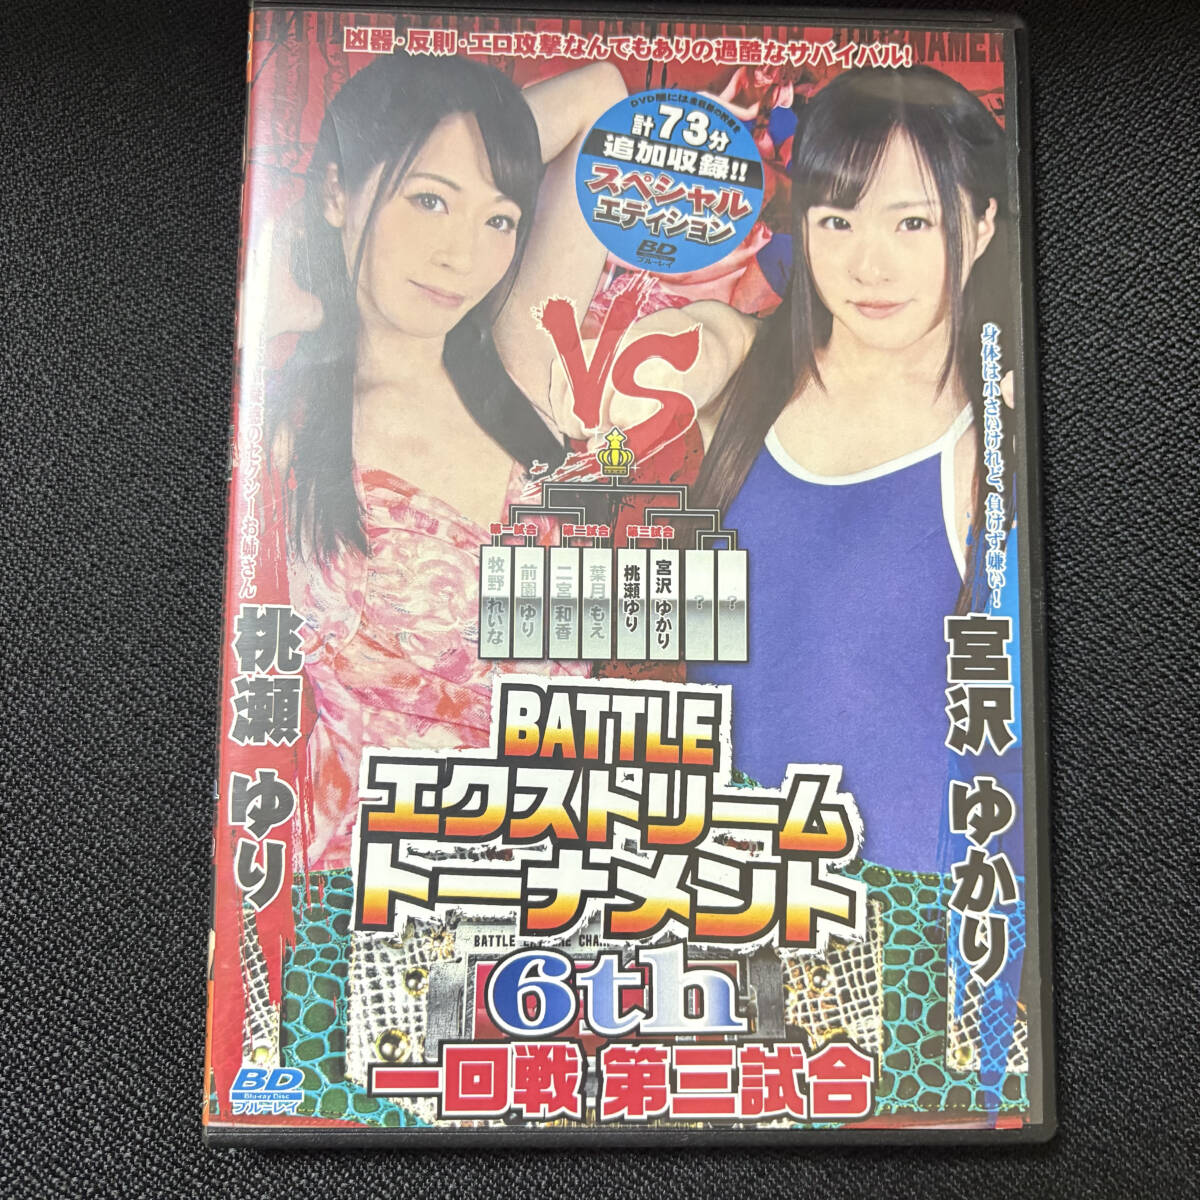 凶器・反則・エロ攻撃なんでもありの過酷なサバイバル!
計73分
追加収録!!
スペシャル
エディション
BD
ブルーレイ
VS
身体は小さいけれど、負けず嫌い!
のセクシーお姉さん
第一試合
第二試合
第三試合
牧野 れいな
前園 ゆり
二宮 和香
葉月 もえ
桃瀬 ゆり
宮沢 ゆかり
?
?
桃瀬 ゆり
宮沢 ゆかり
BATTLE
エクストリーム
トーナメント
6th
一回戦 第三試合
BD
Blu-ray Disc
ブルーレイ